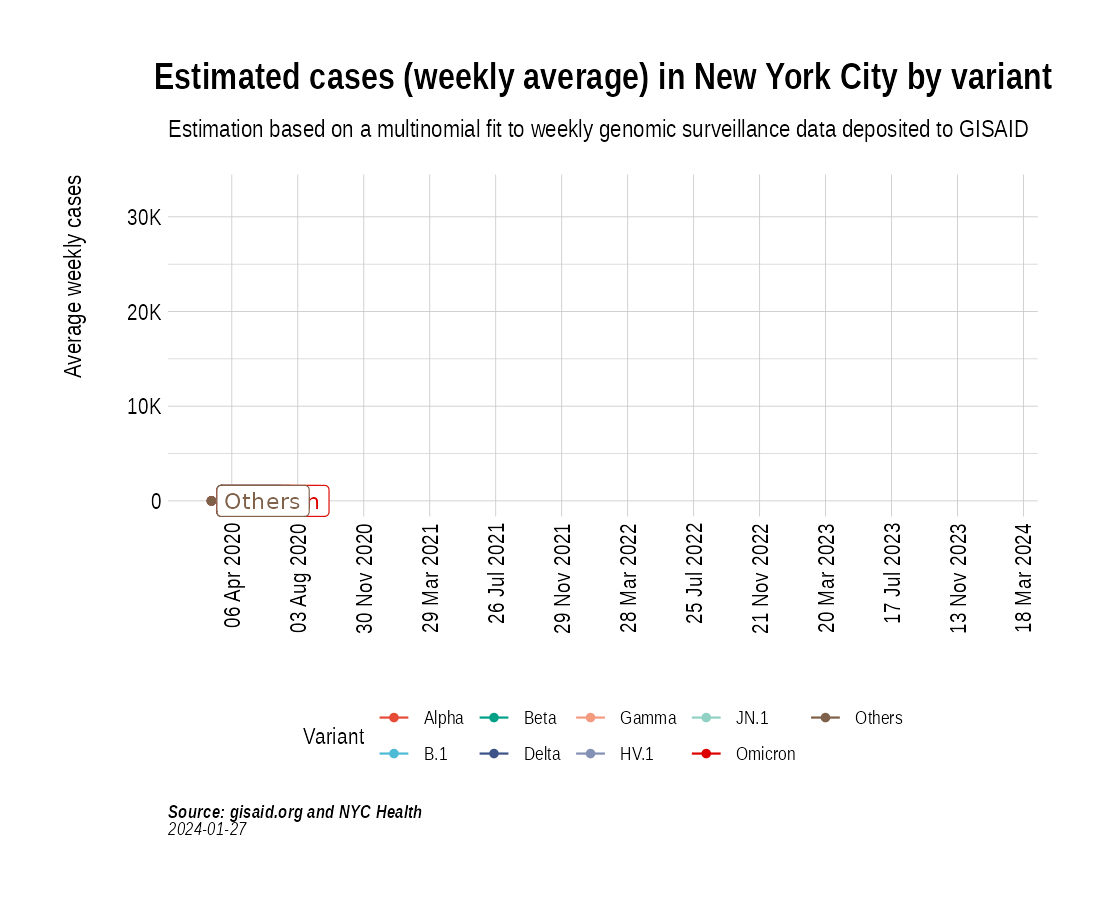 Estimated cases (weekly average) in New York City by variant
Estimation based on a multinomial fit to weekly genomic surveillance data deposited to GISAID
Average weekly cases
30K
20K
10K
0
Others
n
06 Apr 2020
03 Aug 2020
30 Nov 2020
29 Mar 2021
26 Jul 2021
29 Nov 2021
28 Mar 2022
25 Jul 2022
21 Nov 2022
20 Mar 2023
17 Jul 2023
13 Nov 2023
18 Mar 2024
Variant
Alpha Beta Gamma JN.1 Others
B.1 Delta HV.1 Omicron
Source: gisaid.org and NYC Health
2024-01-27